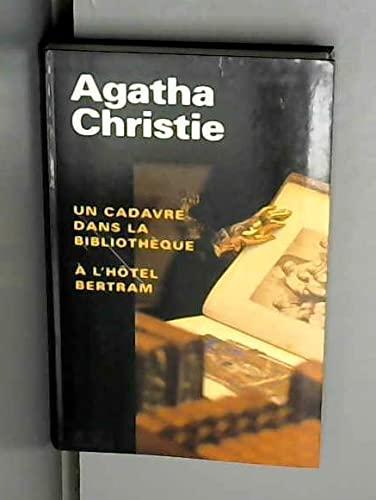 Agatha
Christie
UN CADAVRE
DANS LA
BIBLIOTHÈQUE
À L'HÔTEL
BERTRAM